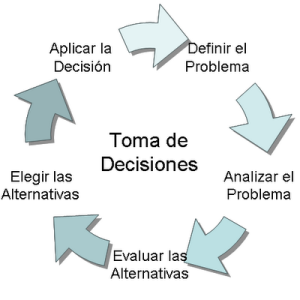 Aplicar la
Decisión
Definir el
Problema
Toma de
Decisiones
Elegir las
Alternativas
Analizar el
Problema
Evaluar las
Alternativas